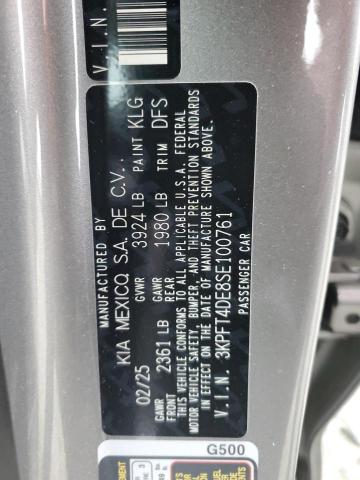 V.I.N.
MANUFACTURED BY
KIA MEXICO, S.A. DE C.V.
02/25 GVWR 3924 LB PAINT KLG
GAWR FRONT 2361 LB GAWR REAR 1980 LB TRIM DFS
THIS VEHICLE CONFORMS TO ALL APPLICABLE U.S.A. FEDERAL
MOTOR VEHICLE SAFETY, BUMPER, AND THEFT PREVENTION STANDARDS
IN EFFECT ON THE DATE OF MANUFACTURE SHOWN ABOVE.
V.I.N. 3KPFT4DE8SE100761
PASSENGER CAR
G500